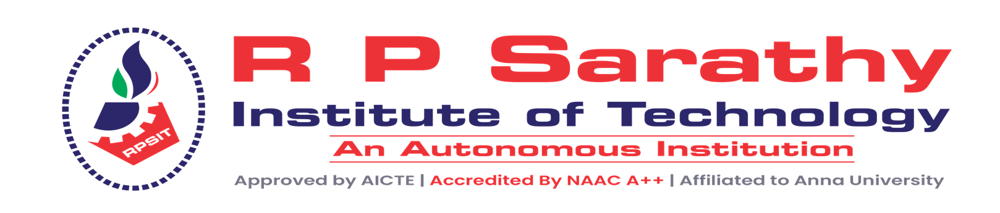 R P Sarathy
Institute of Technology
An Autonomous Institution
Approved by AICTE | Accredited By NAAC A++ | Affiliated to Anna University
RPSIT